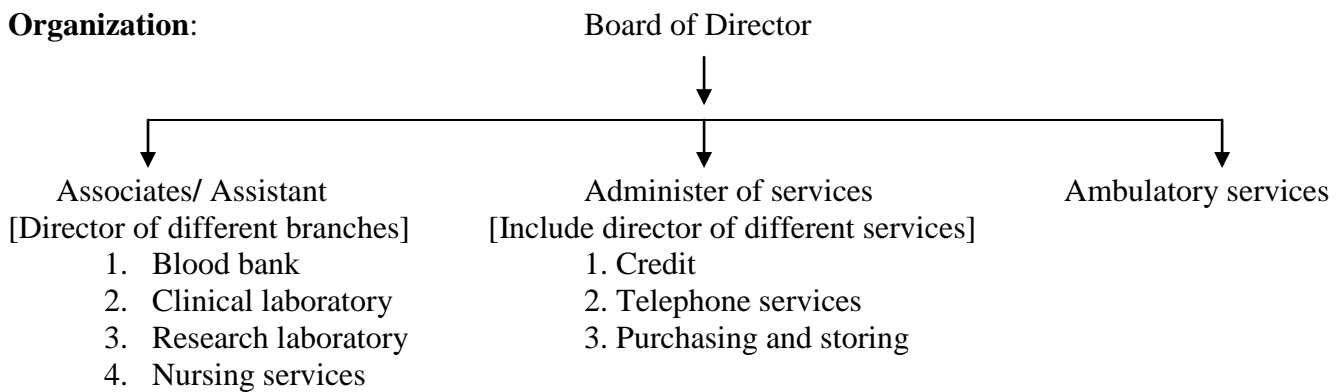 Organization: Board of Director
Associates/ Assistant Administer of services Ambulatory services
[Director of different branches] [Include director of different services]
1. Blood bank 1. Credit
2. Clinical laboratory 2. Telephone services
3. Research laboratory 3. Purchasing and storing
4. Nursing services